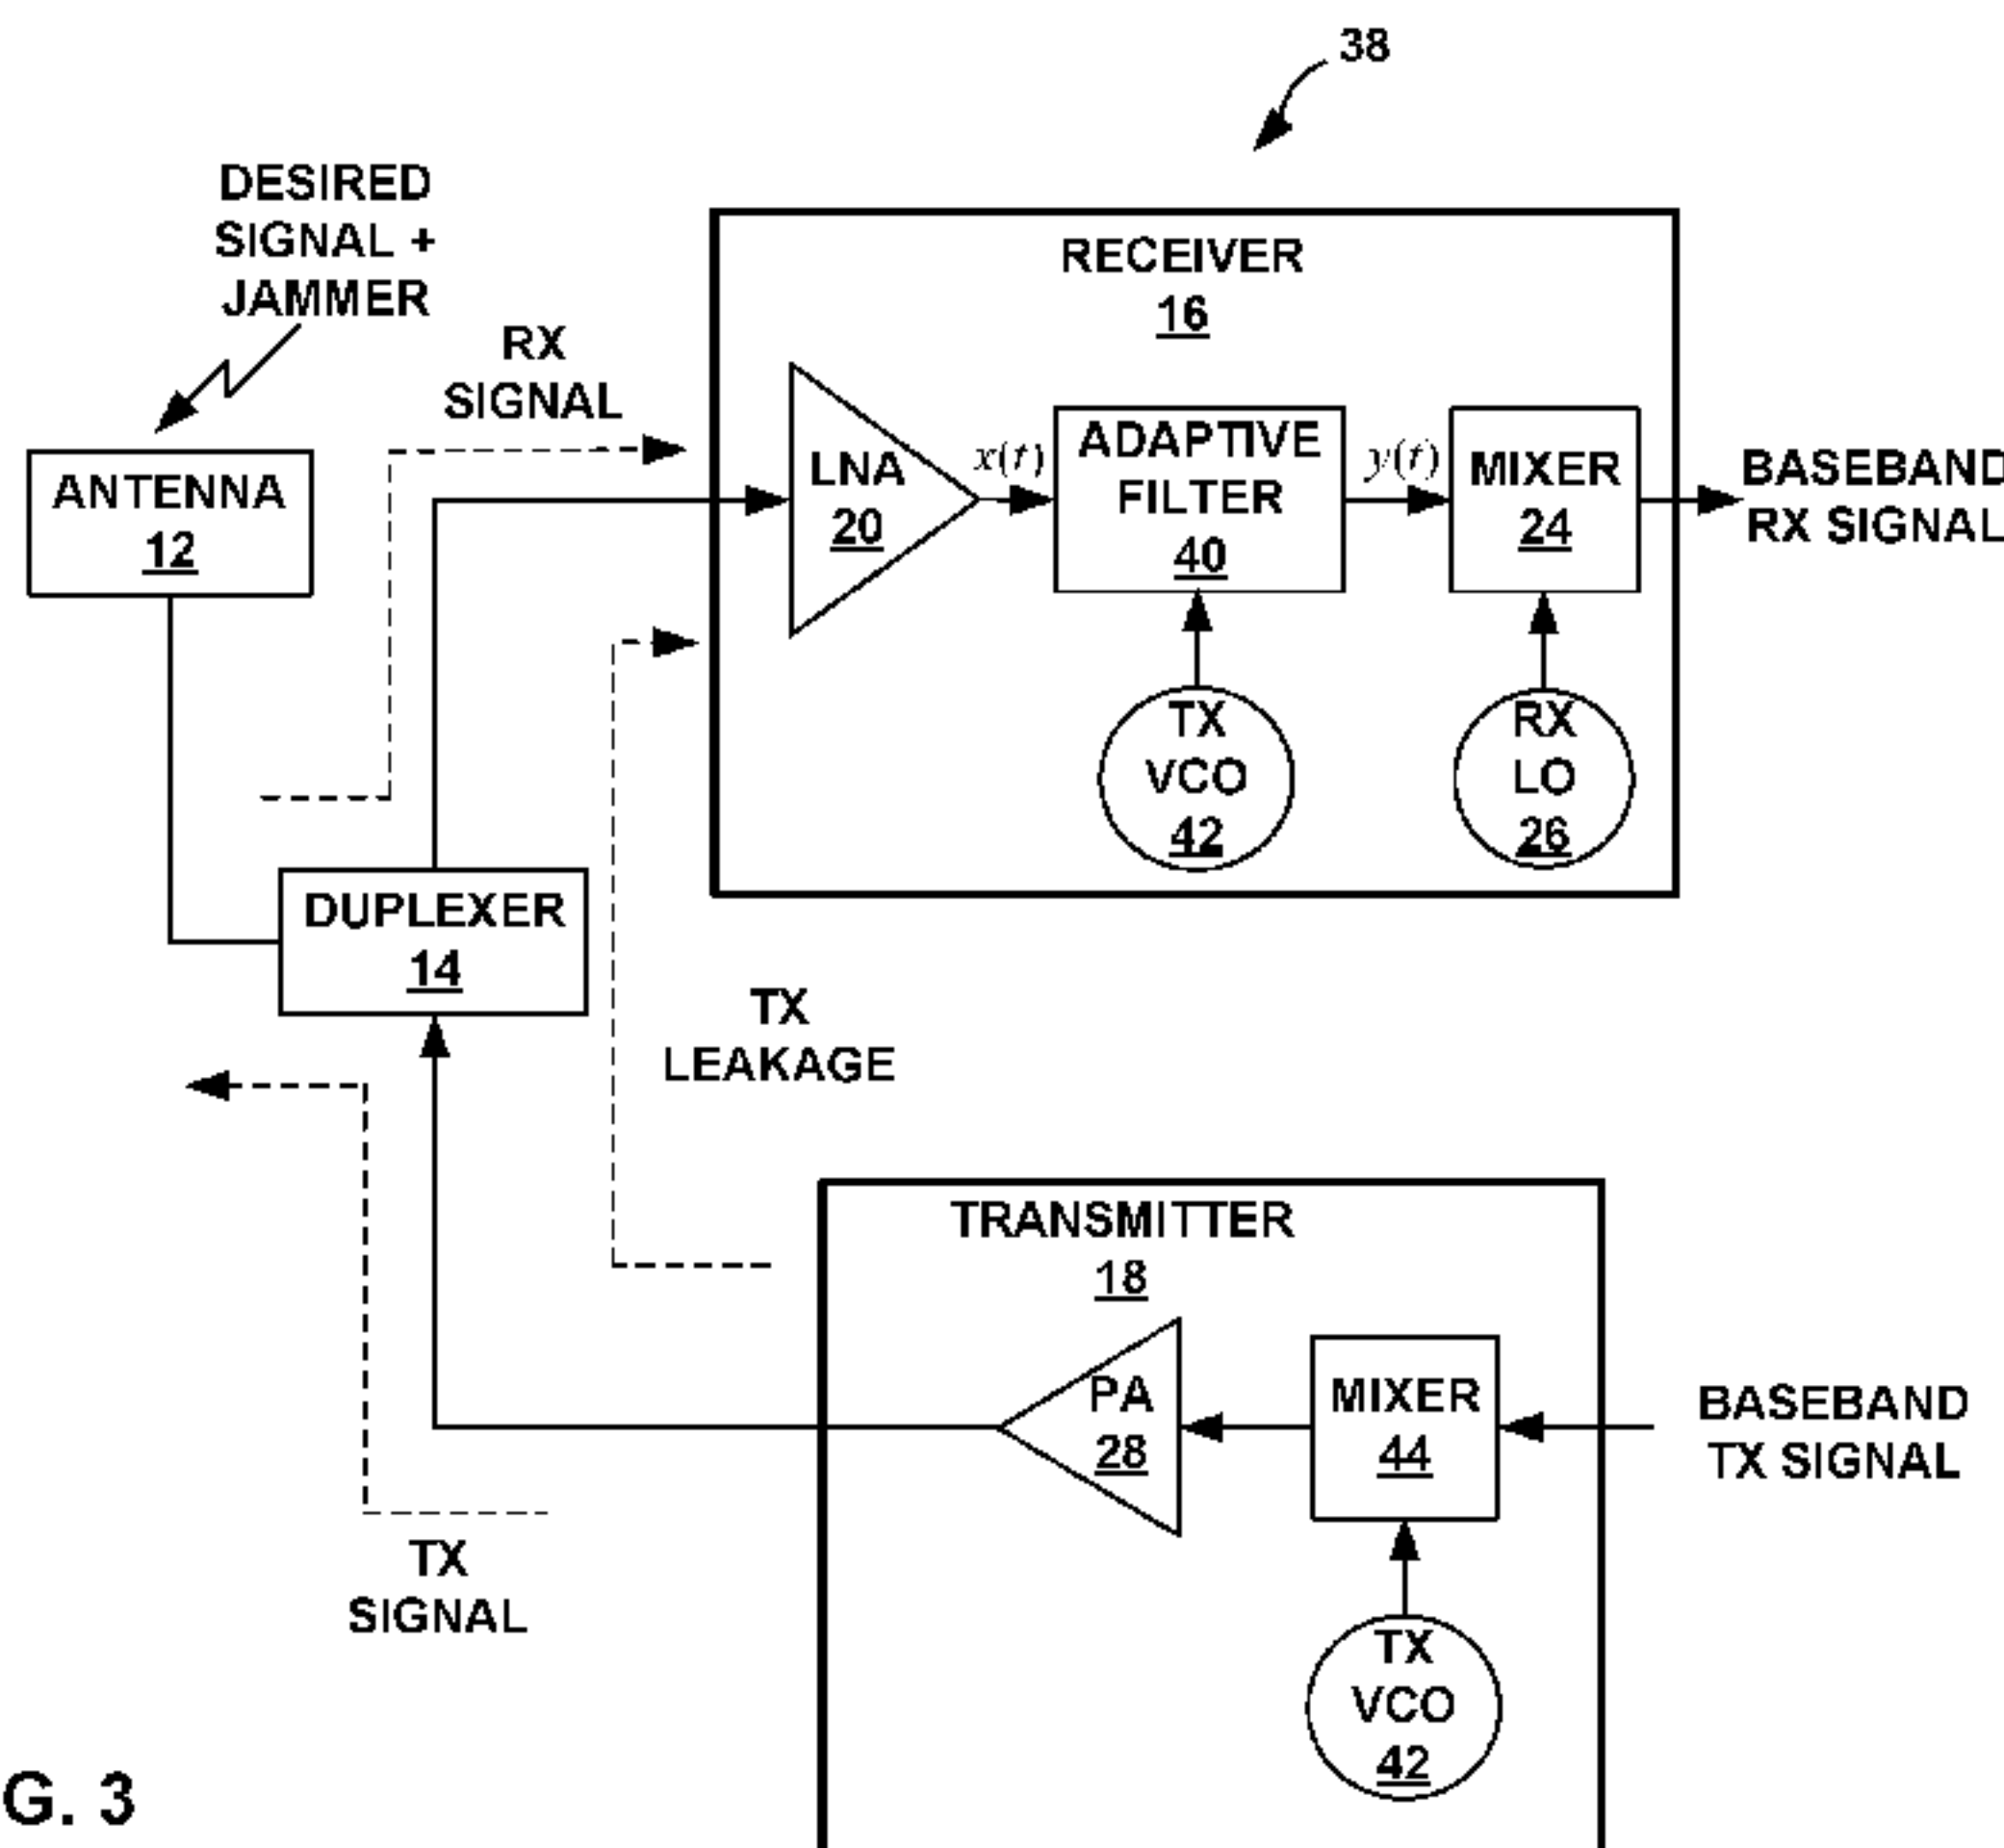 38
DESIRED
SIGNAL +
JAMMER
RX
SIGNAL
ANTENNA
12
RECEIVER
16
LNA
20
x(t)
ADAPTIVE
FILTER
40
y(t)
MIXER
24
BASEBAND
RX SIGNAL
TX
VCO
42
RX
LO
26
DUPLEXER
14
TX
LEAKAGE
TRANSMITTER
18
PA
28
MIXER
44
BASEBAND
TX SIGNAL
TX
SIGNAL
TX
VCO
42
G. 3